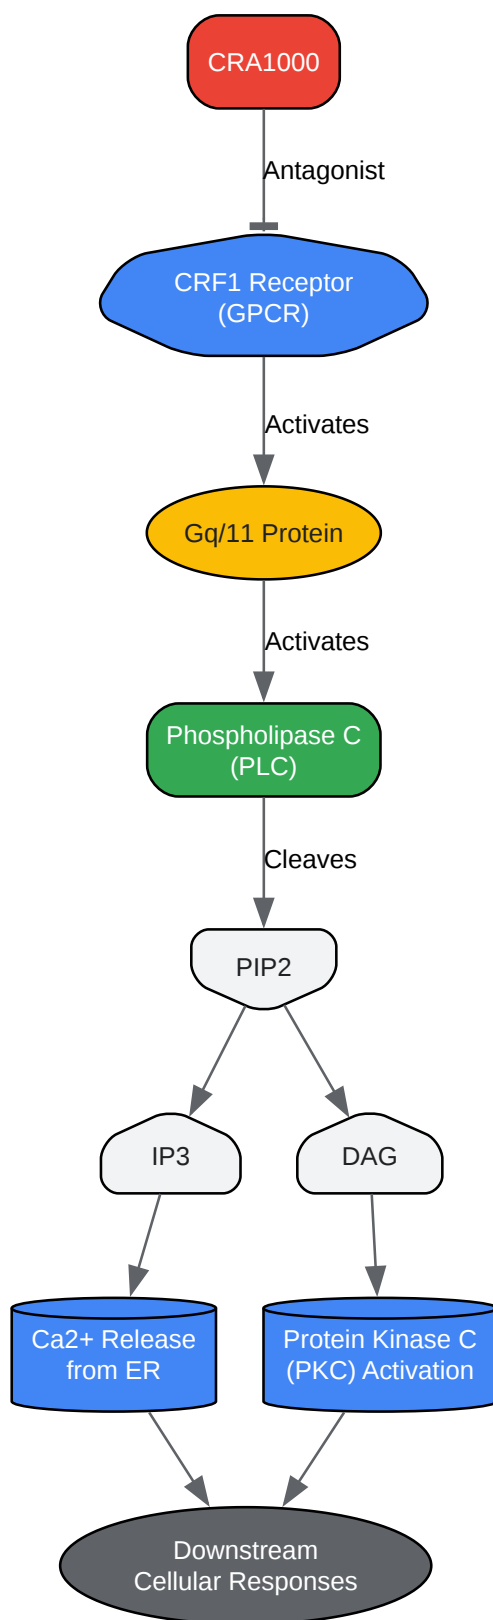 CRA1000
Antagonist
CRF1 Receptor
(GPCR)
Activates
Gq/11 Protein
Activates
Phospholipase C
(PLC)
Cleaves
PIP2
IP3
DAG
Ca2+ Release
from ER
Protein Kinase C
(PKC) Activation
Downstream
Cellular Responses